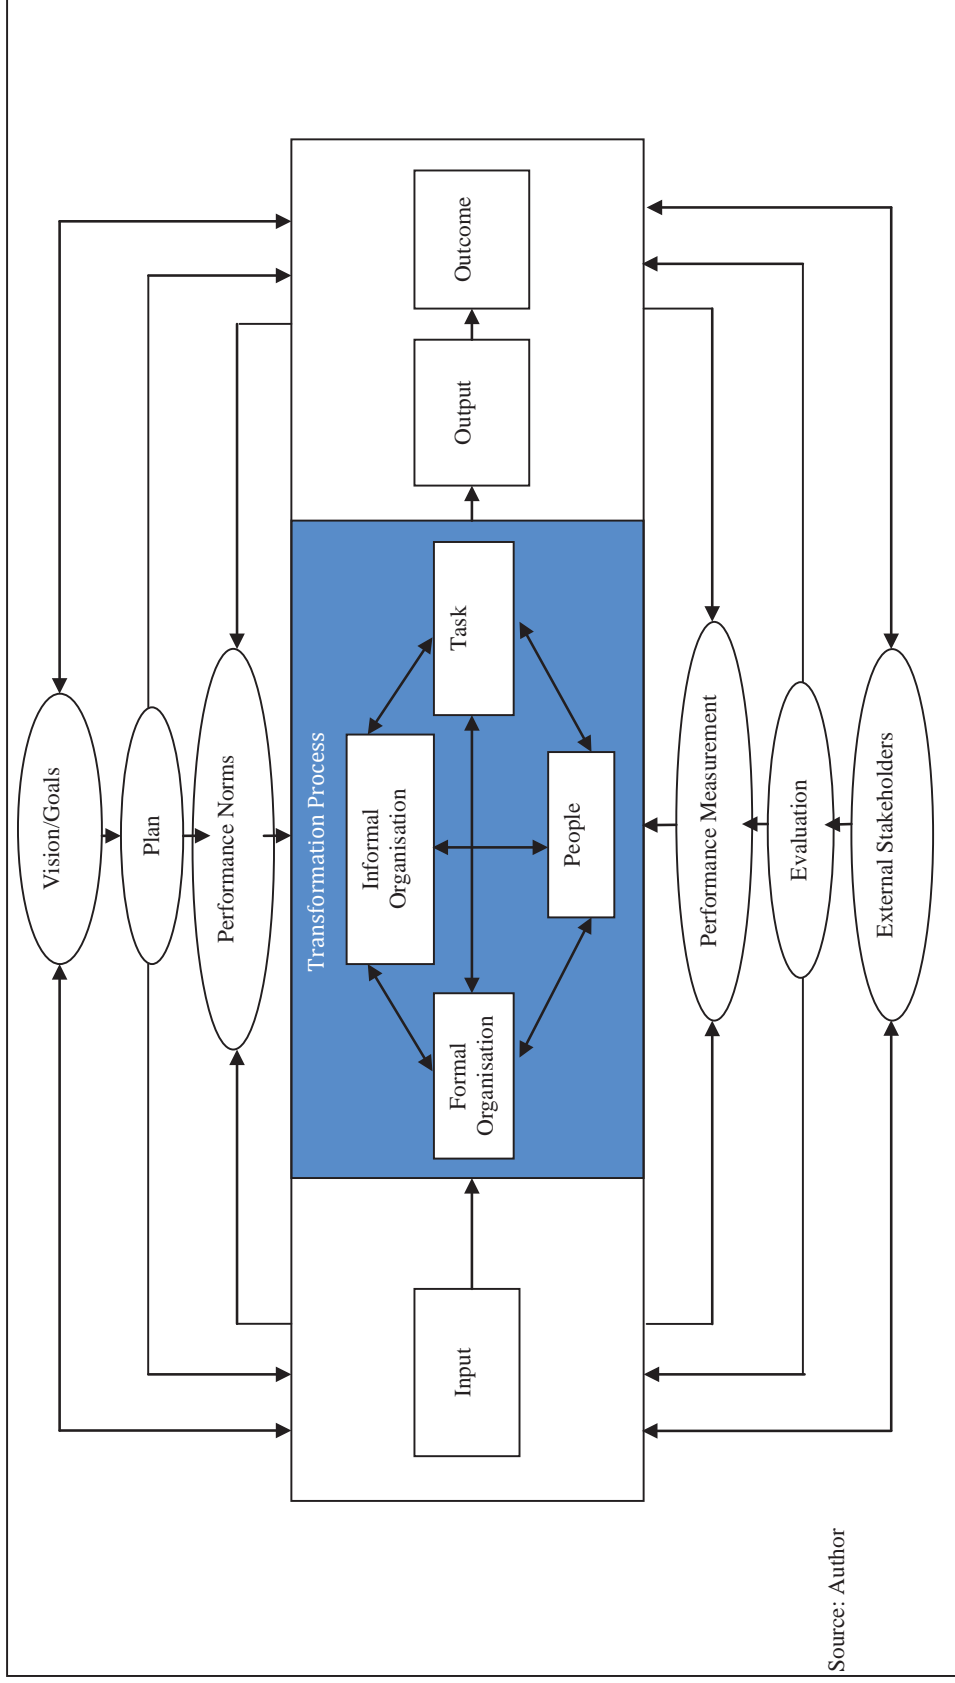 Vision/Goals
Plan
Performance Norms
Transformation Process
Input
Formal
Organisation
Informal
Organisation
People
Task
Output
Outcome
Performance Measurement
Evaluation
External Stakeholders
Source: Author